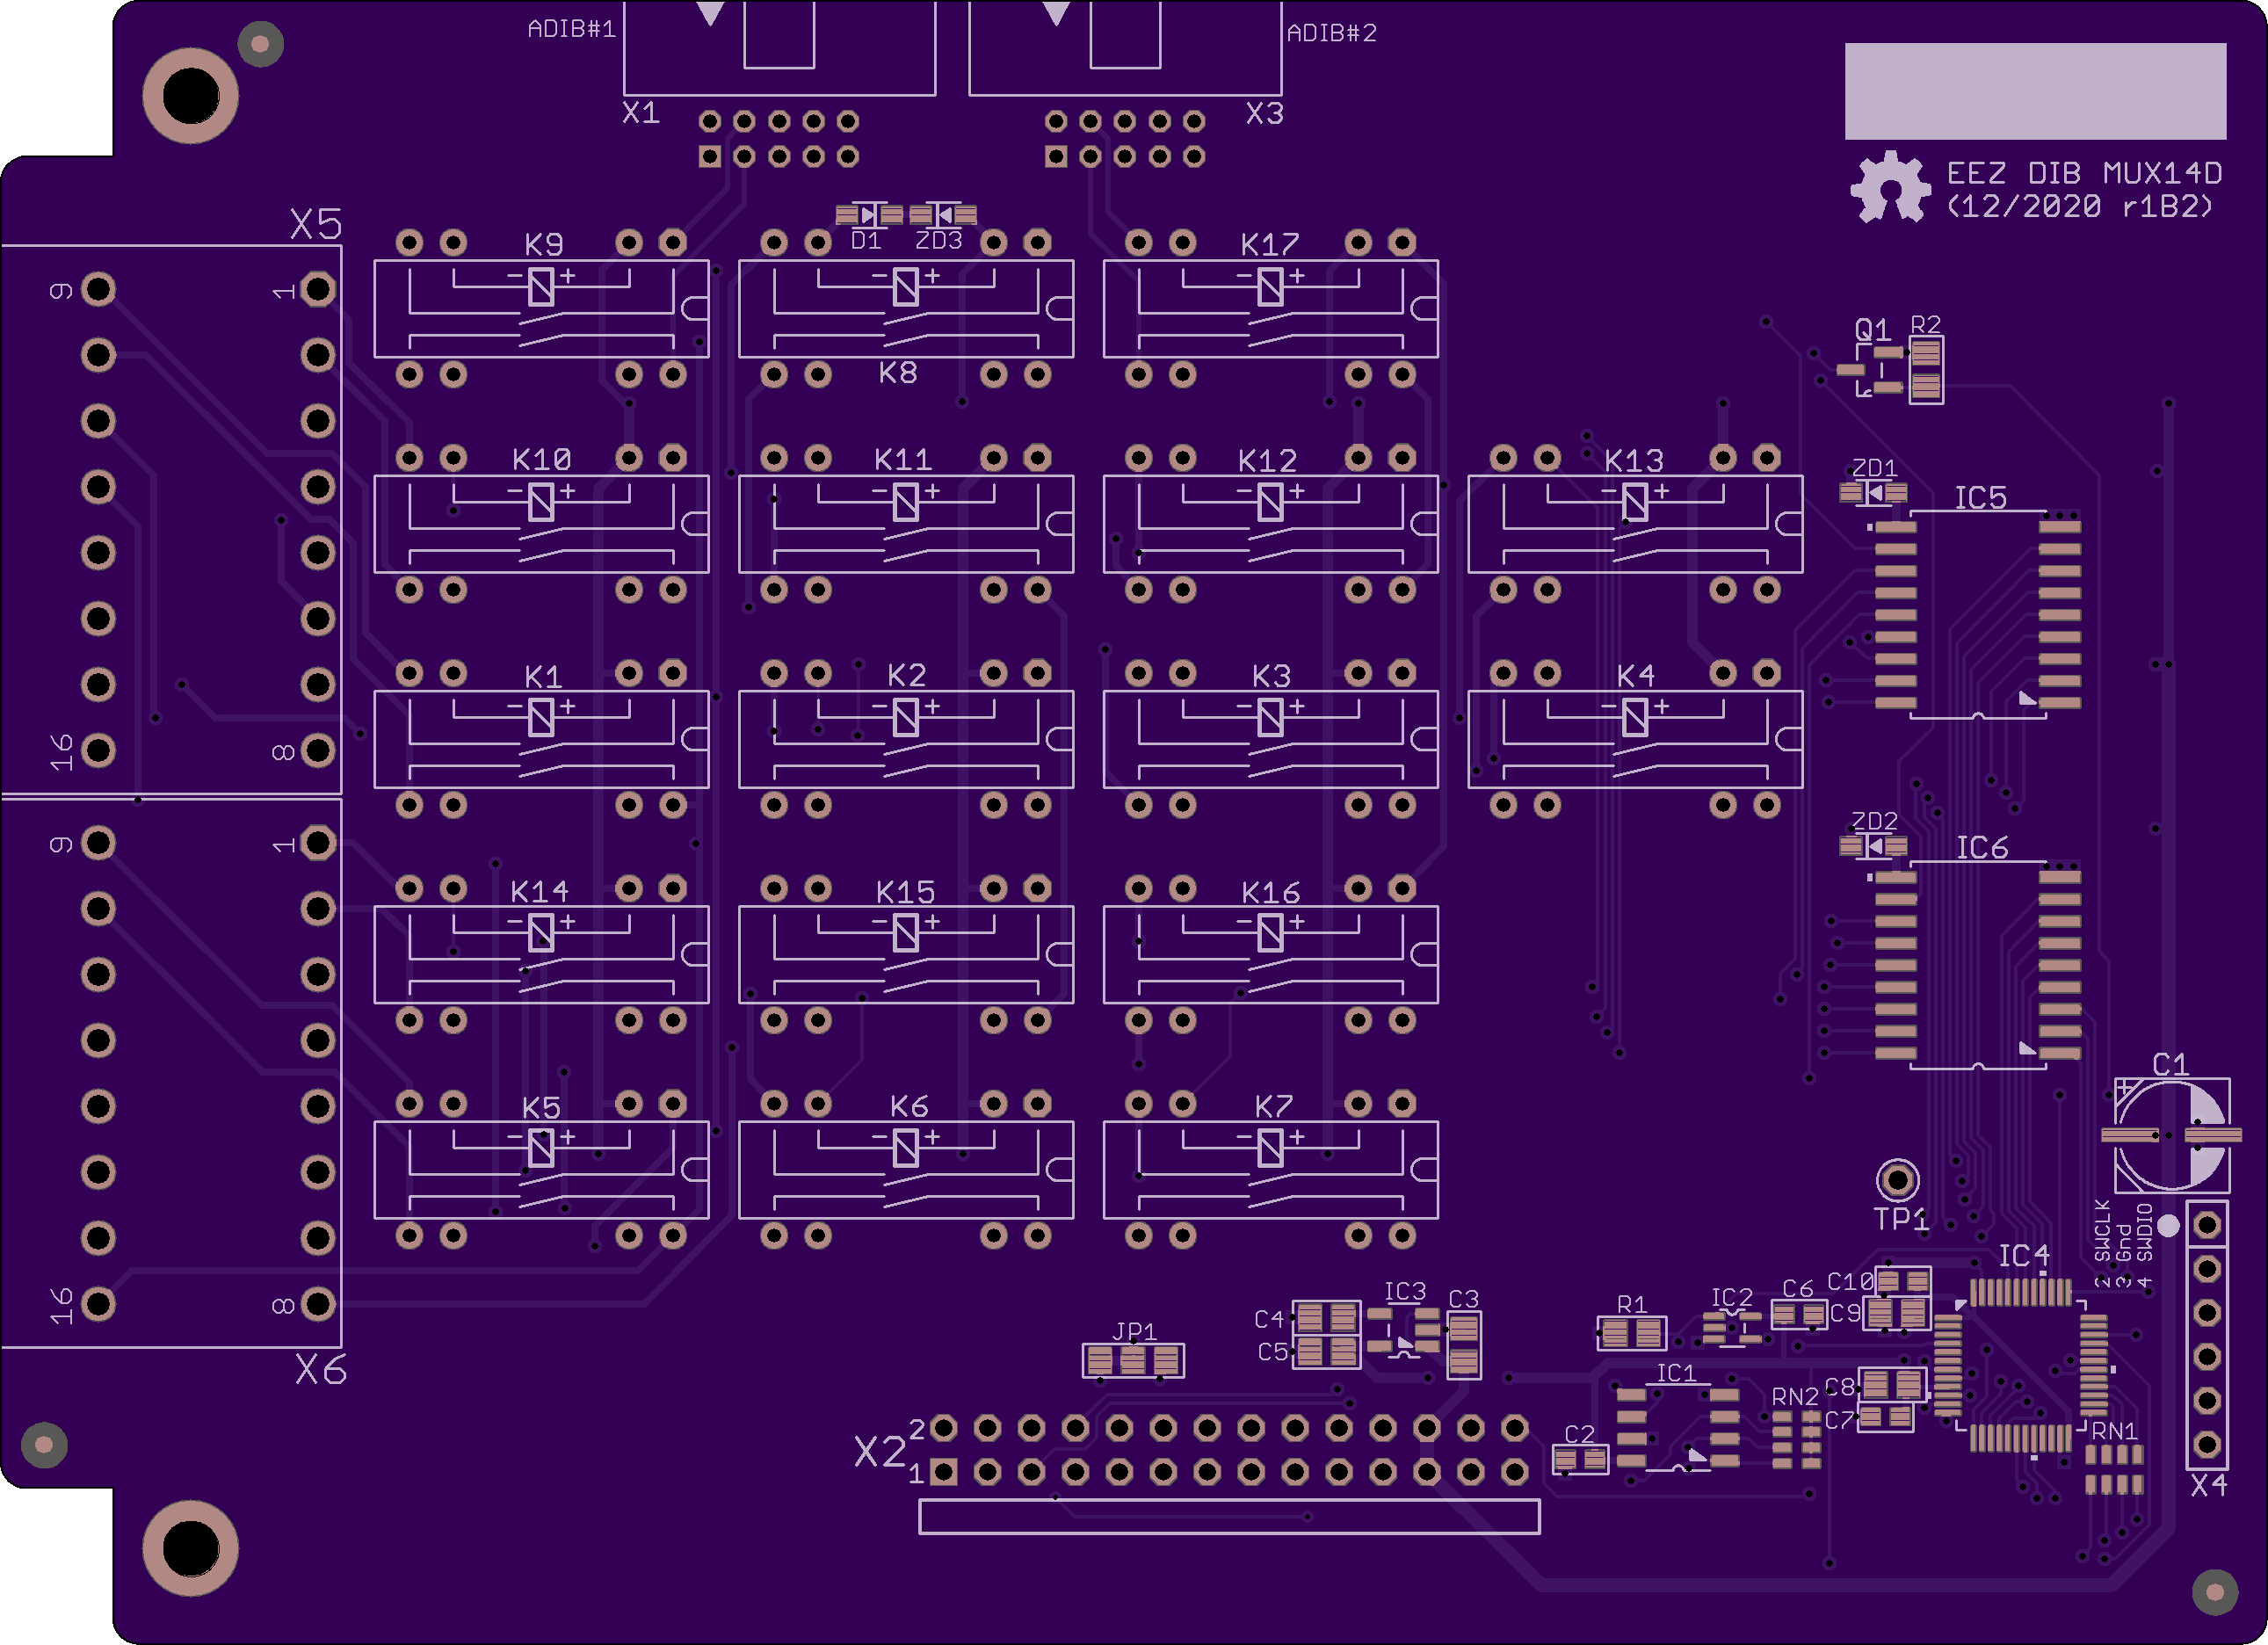 ADIB#1
ADIB#2
X1
X3
EEZ DIB MUX14D
(12/2020 r1B2)
X5
D1
ZD3
K9
K17
K8
9
1
Q1
R2
K10
K11
K12
K13
ZD1
IC5
K1
K2
K3
K4
16
8
ZD2
IC6
9
1
K14
K15
K16
C1
K5
K6
K7
TP1
2 SWCLK
3 Gnd
4 SWDIO
IC4
16
8
X6
JP1
C4
C5
IC3
C3
R1
IC2
C6
C10
C9
IC1
RN2
C8
C7
RN1
X2
2
1
C2
X4